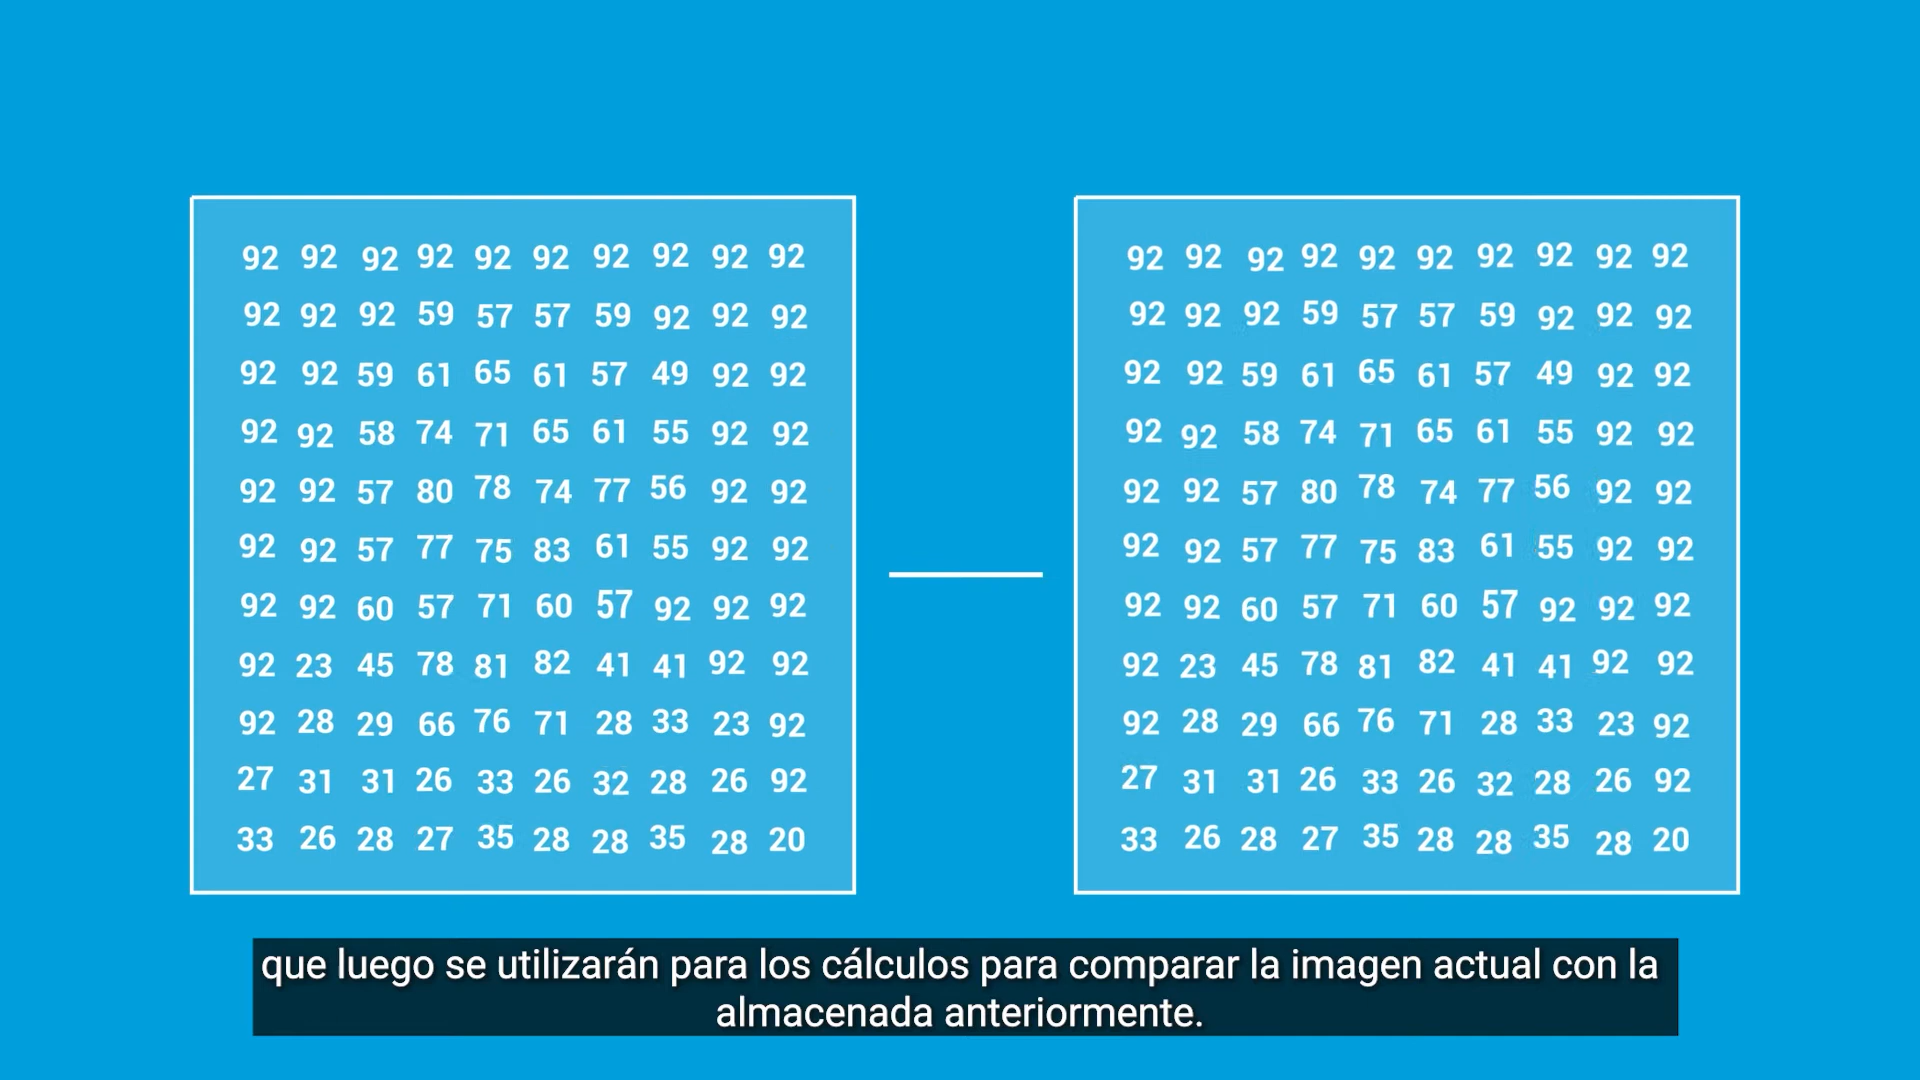 92 92 92 92 92 92 92 92 92 92
92 92 92 59 57 57 59 92 92 92
92 92 59 61 65 61 57 49 92 92
92 92 58 74 71 65 61 55 92 92
92 92 57 80 78 74 77 56 92 92
92 92 57 77 75 83 61 55 92 92
92 92 60 57 71 60 57 92 92 92
92 23 45 78 81 82 41 41 92 92
92 28 29 66 76 71 28 33 23 92
27 31 31 26 33 26 32 28 26 92
33 26 28 27 35 28 28 35 28 20
92 92 92 92 92 92 92 92 92 92
92 92 92 59 57 57 59 92 92 92
92 92 59 61 65 61 57 49 92 92
92 92 58 74 71 65 61 55 92 92
92 92 57 80 78 74 77 56 92 92
92 92 57 77 75 83 61 55 92 92
92 92 60 57 71 60 57 92 92 92
92 23 45 78 81 82 41 41 92 92
92 28 29 66 76 71 28 33 23 92
27 31 31 26 33 26 32 28 26 92
33 26 28 27 35 28 28 35 28 20
que luego se utilizarán para los cálculos para comparar la imagen actual con la
almacenada anteriormente.